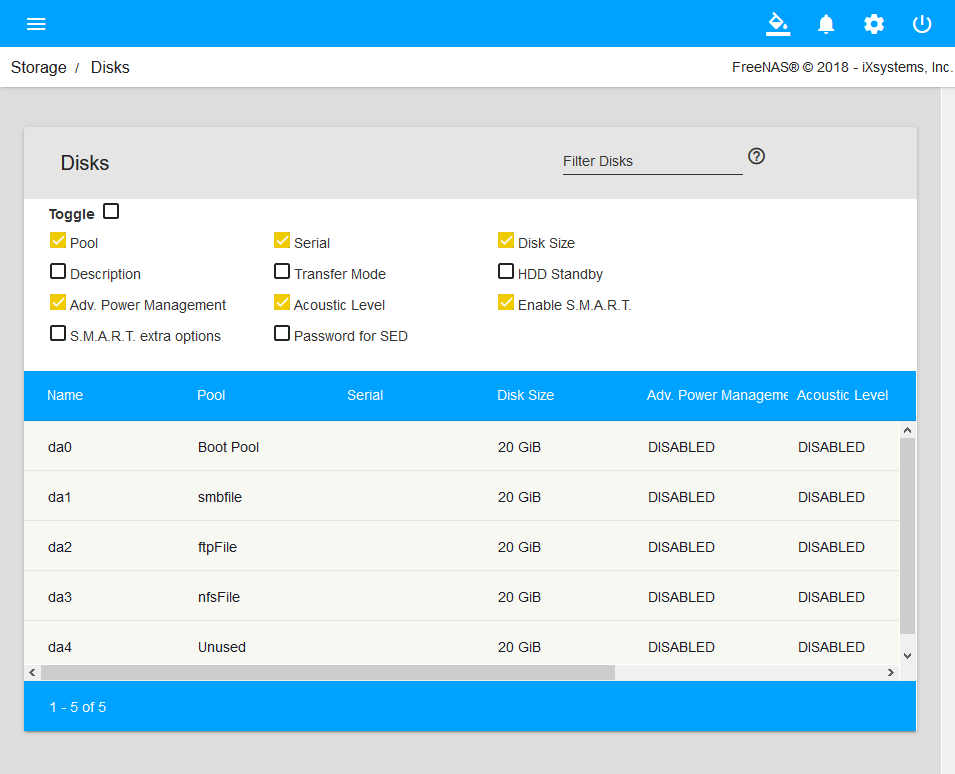 Storage / Disks FreeNAS® © 2018 - iXsystems, Inc.
Disks Filter Disks
Toggle
Pool Serial Disk Size
Description Transfer Mode HDD Standby
Adv. Power Management Acoustic Level Enable S.M.A.R.T.
S.M.A.R.T. extra options Password for SED
Name Pool Serial Disk Size Adv. Power Manageme Acoustic Level
da0 Boot Pool 20 GiB DISABLED DISABLED
da1 smbfile 20 GiB DISABLED DISABLED
da2 ftpFile 20 GiB DISABLED DISABLED
da3 nfsFile 20 GiB DISABLED DISABLED
da4 Unused 20 GiB DISABLED DISABLED
1 - 5 of 5